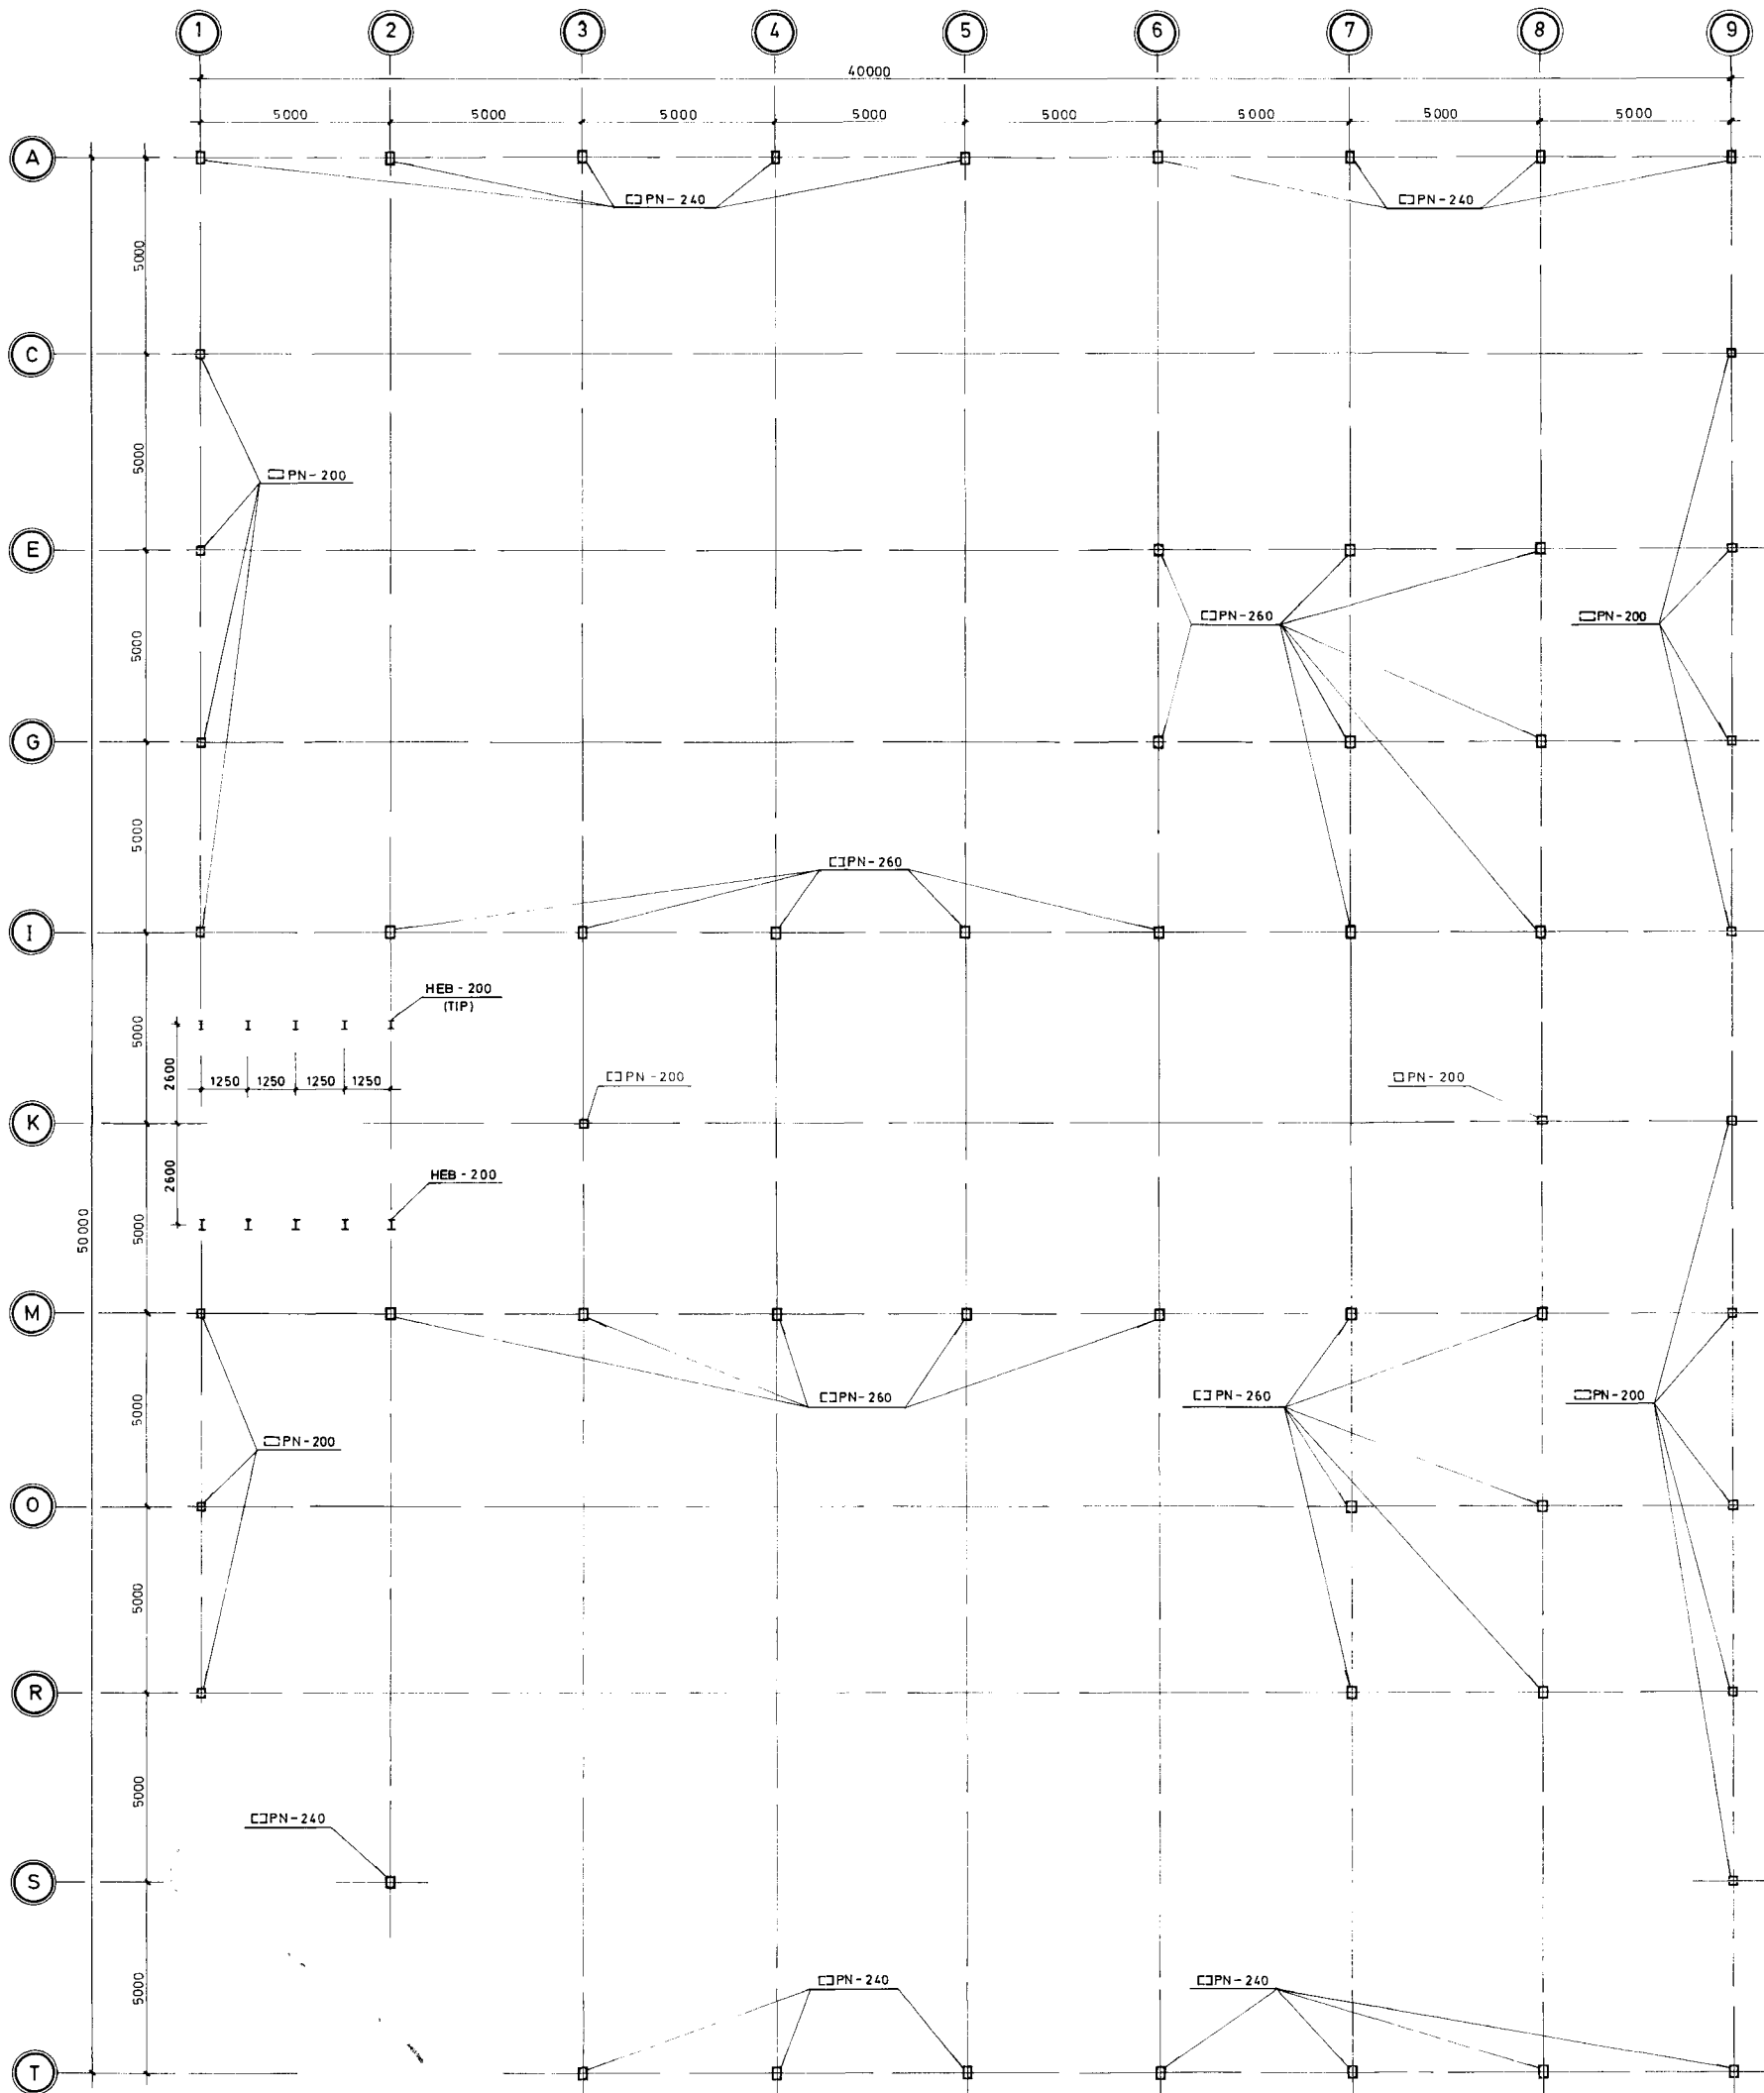 1 2 3 4 5 6 7 8 9
40000
5000 5000 5000 5000 5000 5000 5000 5000
A
PN-240 PN-240
5000
C
5000
PN-200
E
PN-260 PN-200
5000
G
5000
PN-260
I
HEB-200
(TIP)
5000
2600
1250 1250 1250 1250
PN-200 PN-200
K
2600
HEB-200
50000
5000
M
PN-260 PN-260 PN-200
5000
PN-200
O
5000
R
5000
PN-240
S
5000
PN-240 PN-240
T